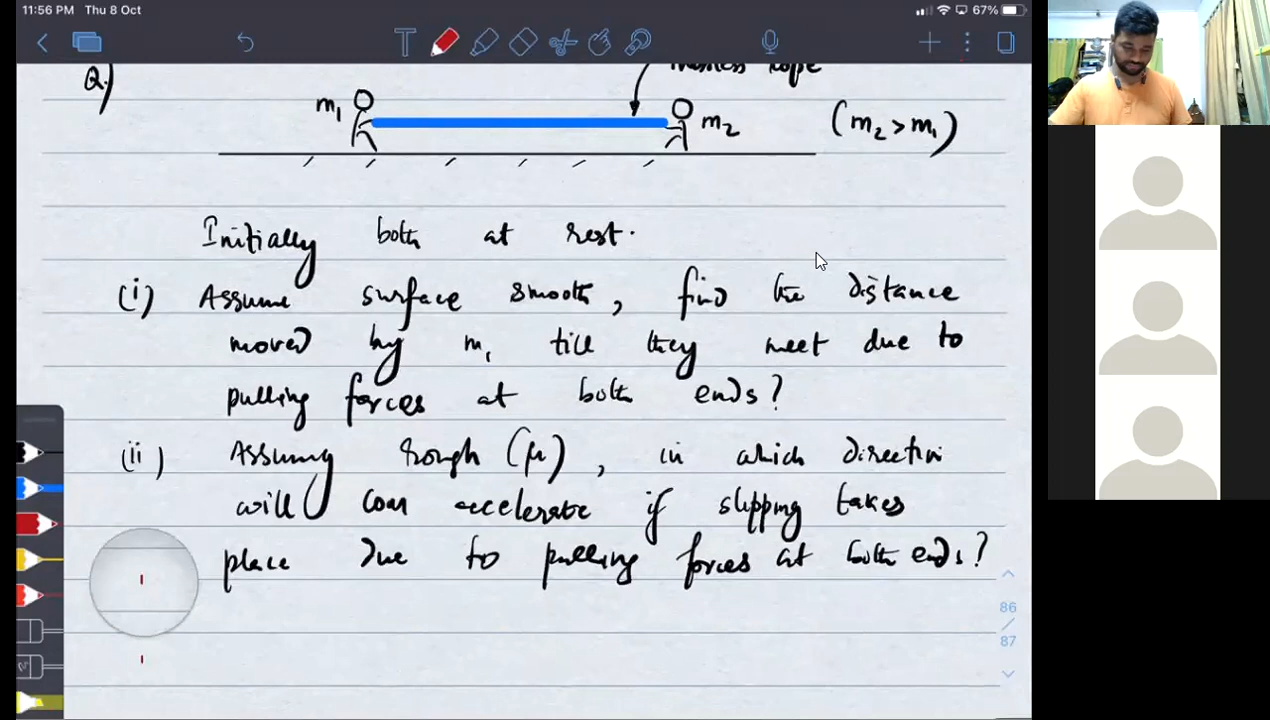 11:56 PM Thu 8 Oct
67%
T
Q.)
massless rope
m₁
m₂
(m₂ > m₁)
Initially both at rest.
(i) Assume surface smooth, find the distance
moved by m₁ till they meet due to
pulling forces at both ends?
(ii) Assuming rough (μ), in which direction
will COM accelerate if slipping takes
place due to pulling forces at both ends?
86
/
87